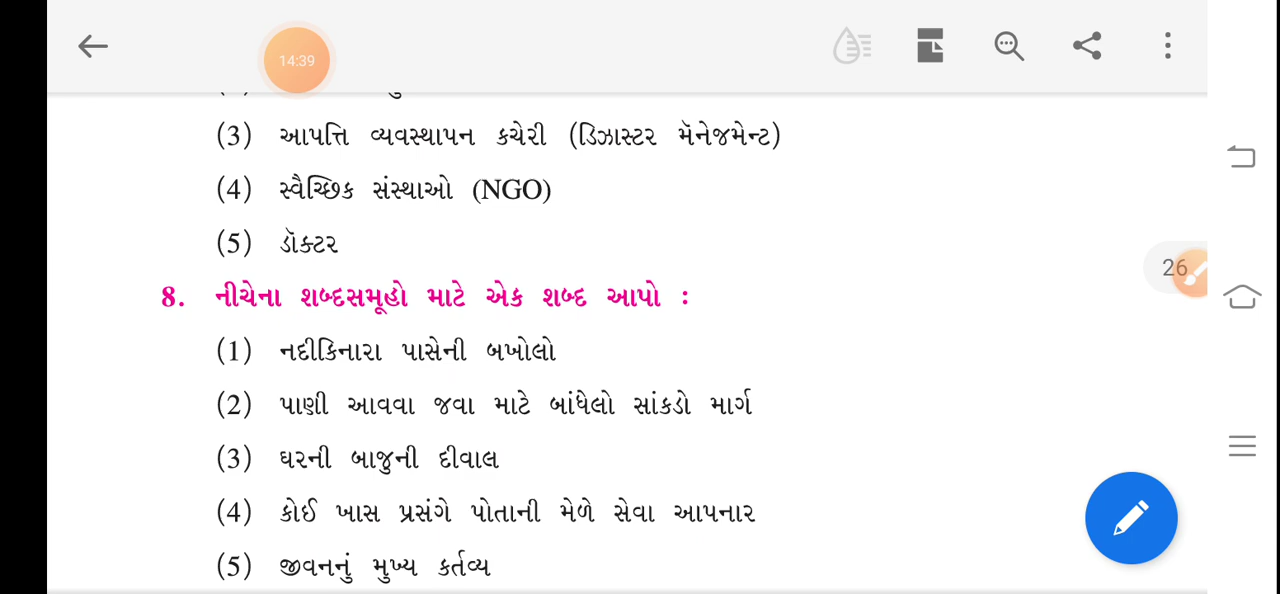 14:39
(3) આપત્તિ વ્યવસ્થાપન કચેરી (ડિઝાસ્ટર મૅનેજમેન્ટ)
(4) સ્વૈચ્છિક સંસ્થાઓ (NGO)
(5) ડૉક્ટર
26
8. નીચેના શબ્દસમૂહો માટે એક શબ્દ આપો :
(1) નદીકિનારા પાસેની બખોલો
(2) પાણી આવવા જવા માટે બાંધેલો સાંકડો માર્ગ
(3) ઘરની બાજુની દીવાલ
(4) કોઈ ખાસ પ્રસંગે પોતાની મેળે સેવા આપનાર
(5) જીવનનું મુખ્ય કર્તવ્ય